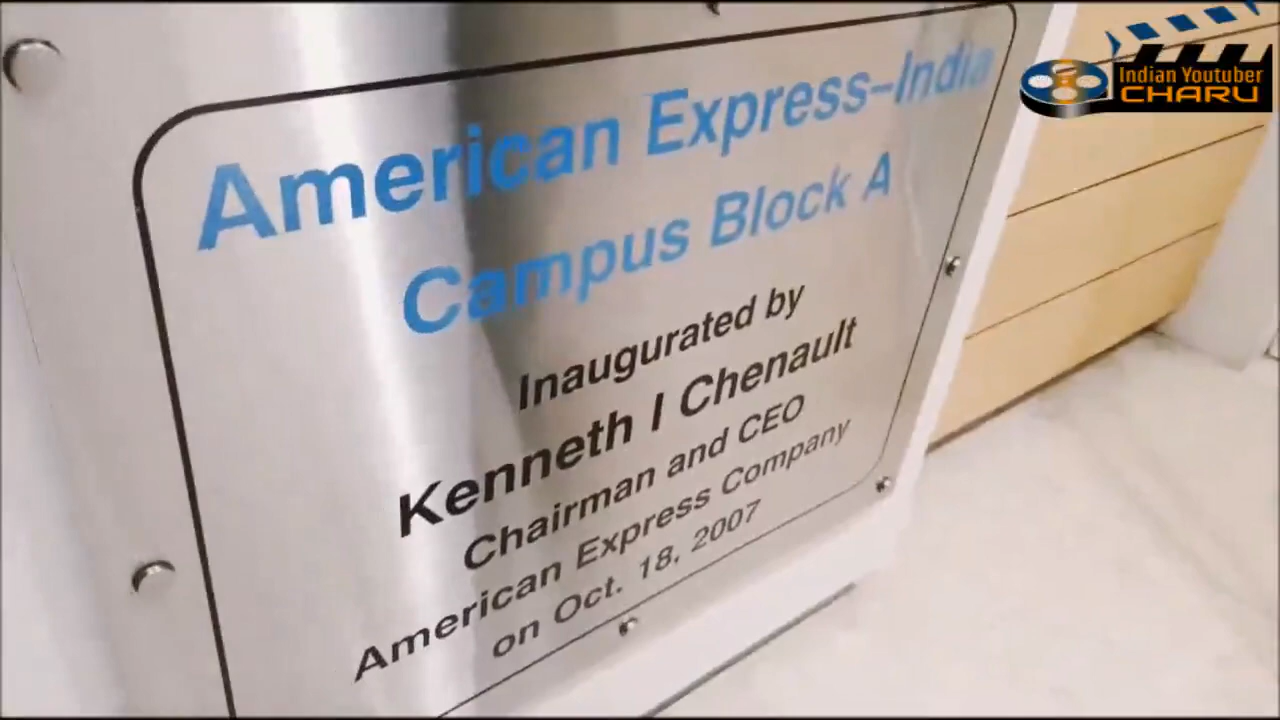 American Express–India
Campus Block A
Inaugurated by
Kenneth I Chenault
Chairman and CEO
American Express Company
on Oct. 18, 2007
Indian Youtuber
CHARU